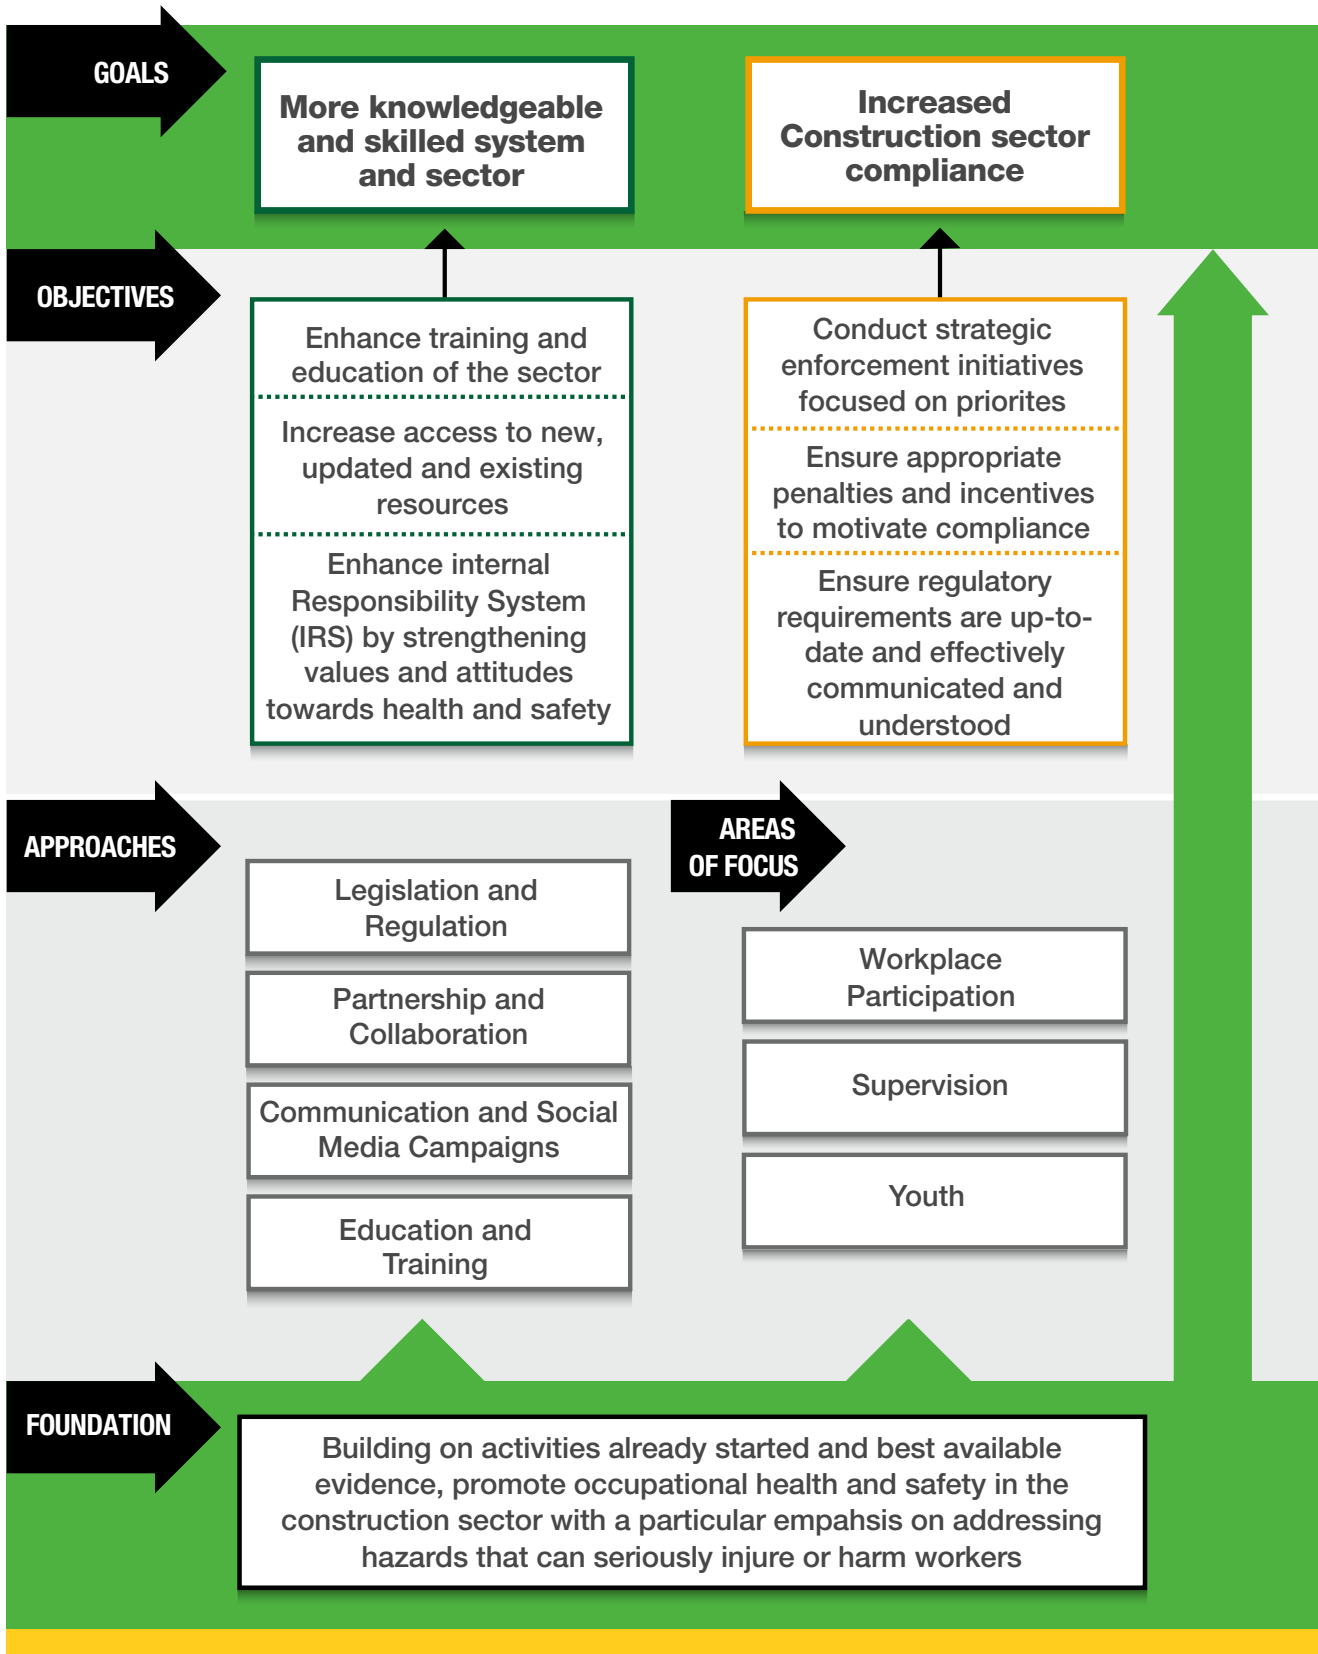 GOALS
More knowledgeable
and skilled system
and sector
Increased
Construction sector
compliance
OBJECTIVES
Enhance training and
education of the sector
Increase access to new,
updated and existing
resources
Enhance internal
Responsibility System
(IRS) by strengthening
values and attitudes
towards health and safety
Conduct strategic
enforcement initiatives
focused on priorites
Ensure appropriate
penalties and incentives
to motivate compliance
Ensure regulatory
requirements are up-to-
date and effectively
communicated and
understood
APPROACHES
Legislation and
Regulation
Partnership and
Collaboration
Communication and Social
Media Campaigns
Education and
Training
AREAS
OF FOCUS
Workplace
Participation
Supervision
Youth
FOUNDATION
Building on activities already started and best available
evidence, promote occupational health and safety in the
construction sector with a particular empahsis on addressing
hazards that can seriously injure or harm workers